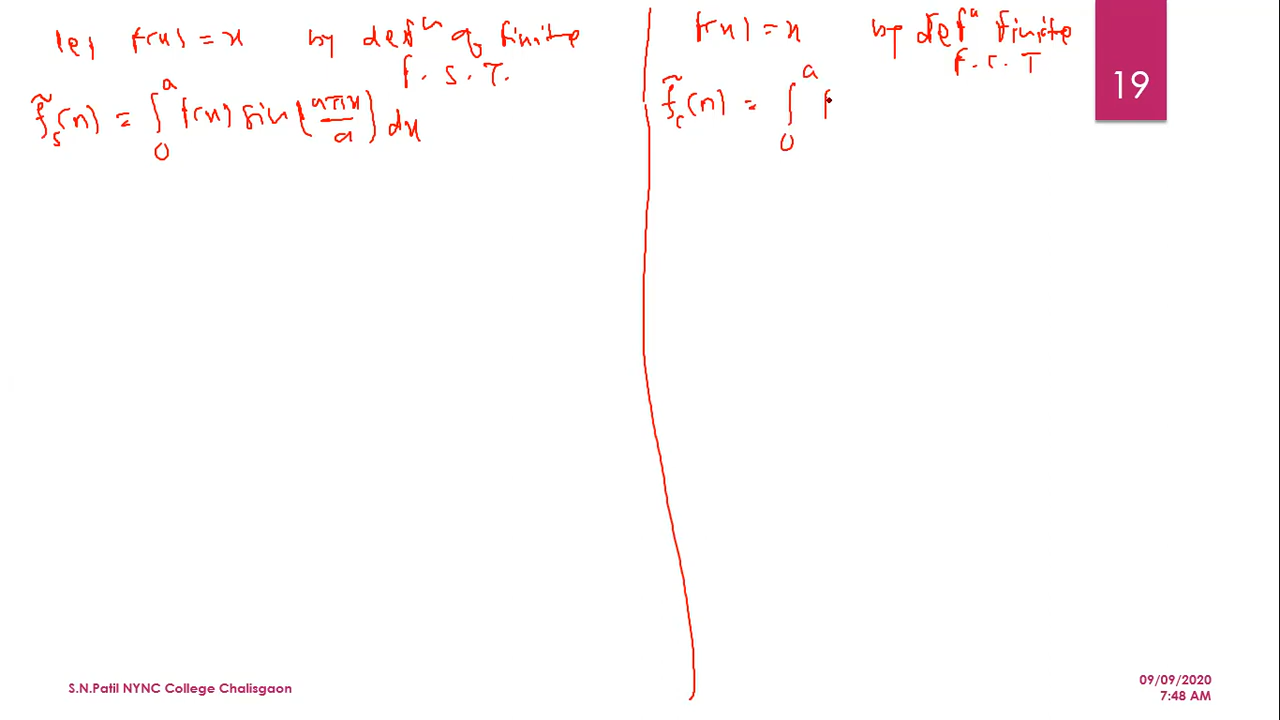 let f(x) = x by defⁿ of finite
F. S. T.
f̃ₛ(n) = ∫₀ᵃ f(x) sin(nπx/a) dx
f(x) = x by defⁿ finite
F. C. T
f̃꜀(n) = ∫₀ᵃ f
19
S.N.Patil NYNC College Chalisgaon
09/09/2020
7:48 AM